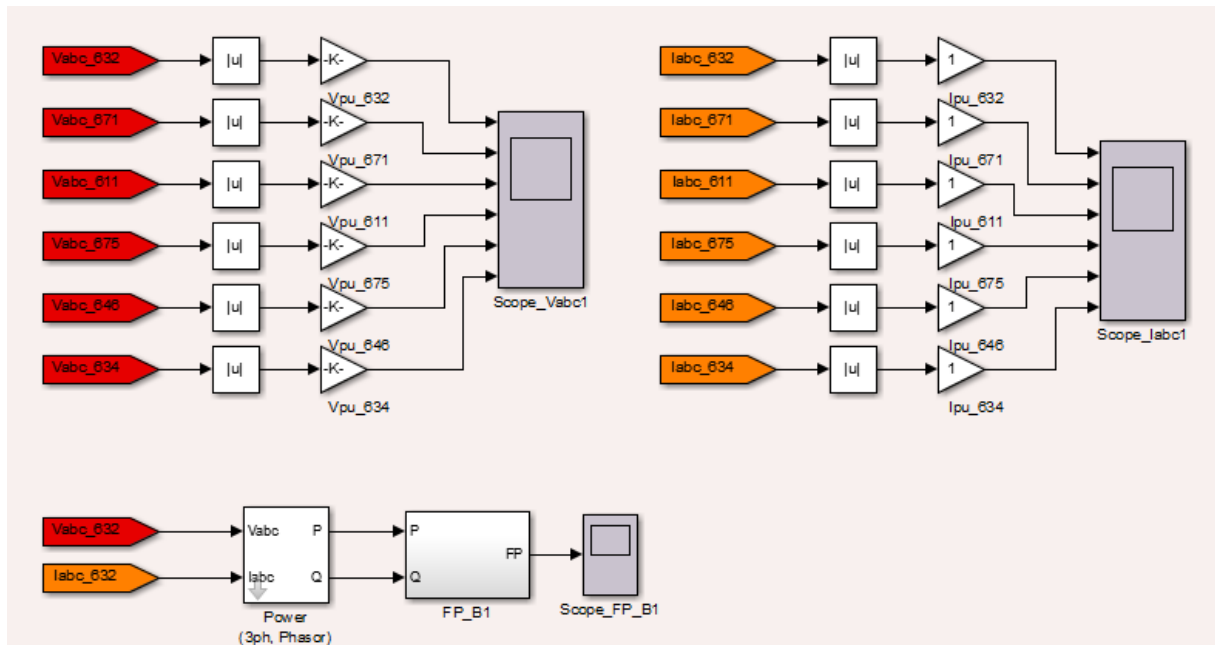 Vabc_632
|u|
-K-
Vpu_632
Vabc_671
|u|
-K-
Vpu_671
Vabc_611
|u|
-K-
Vpu_611
Vabc_675
|u|
-K-
Vpu_675
Vabc_646
|u|
-K-
Vpu_646
Vabc_634
|u|
-K-
Vpu_634
Scope_Vabc1
Iabc_632
|u|
1
Ipu_632
Iabc_671
|u|
1
Ipu_671
Iabc_611
|u|
1
Ipu_611
Iabc_675
|u|
1
Ipu_675
Iabc_646
|u|
1
Ipu_646
Iabc_634
|u|
1
Ipu_634
Scope_Iabc1
Vabc_632
Iabc_632
Vabc
P
Iabc
Q
Power
(3ph, Phasor)
P
Q
FP
FP_B1
Scope_FP_B1